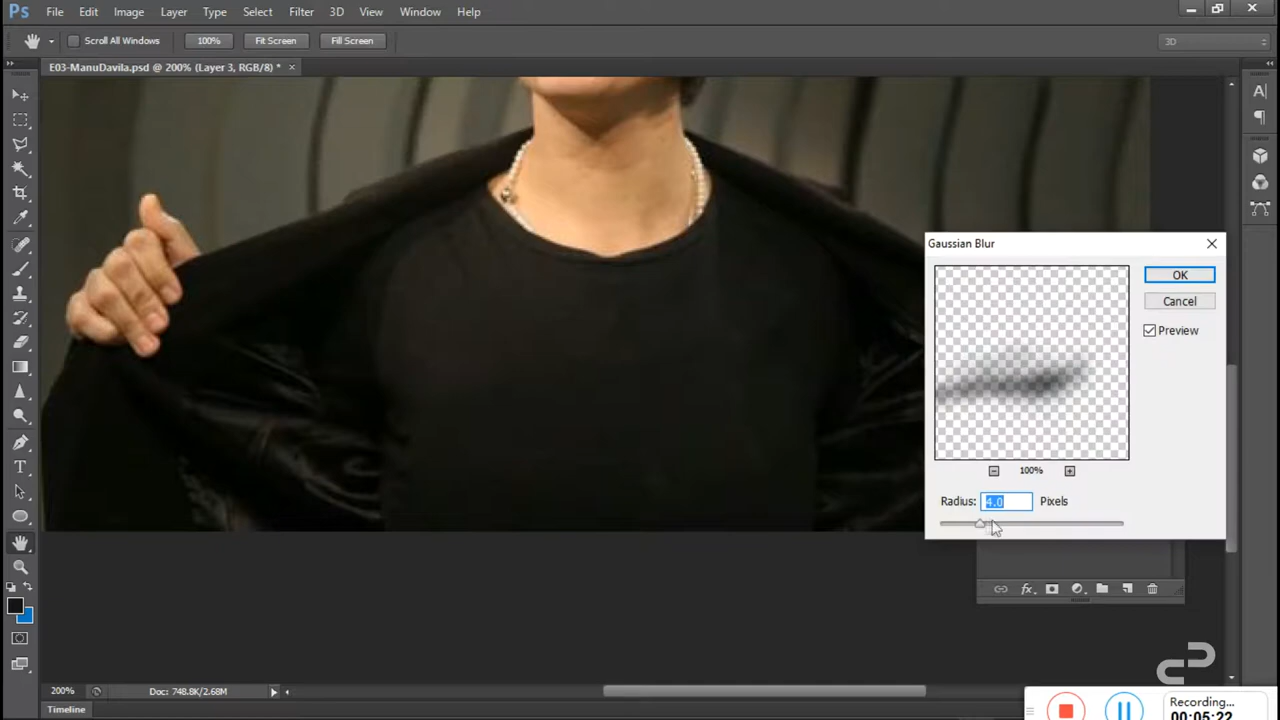 Ps File Edit Image Layer Type Select Filter 3D View Window Help
Scroll All Windows 100% Fit Screen Fill Screen 3D
E03-ManuDavila.psd @ 200% (Layer 3, RGB/8) *
Gaussian Blur
OK
Cancel
Preview
100%
Radius: 4.0 Pixels
fx
200% Doc: 748.8K/2.68M
Timeline
Recording...
00:05:22